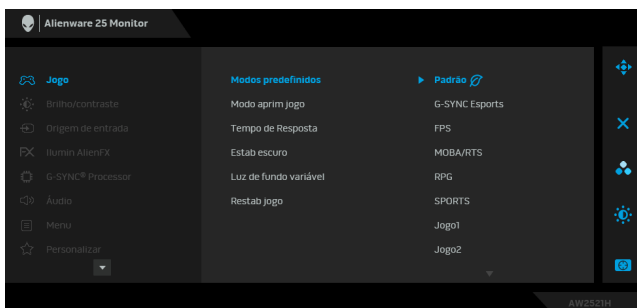 Alienware 25 Monitor
Jogo
Brilho/contraste
Origem de entrada
Ilumin AlienFX
G-SYNC® Processor
Áudio
Menu
Personalizar
Modos predefinidos
Modo aprim jogo
Tempo de Resposta
Estab escuro
Luz de fundo variável
Restab jogo
Padrão
G-SYNC Esports
FPS
MOBA/RTS
RPG
SPORTS
Jogo1
Jogo2
AW2521H